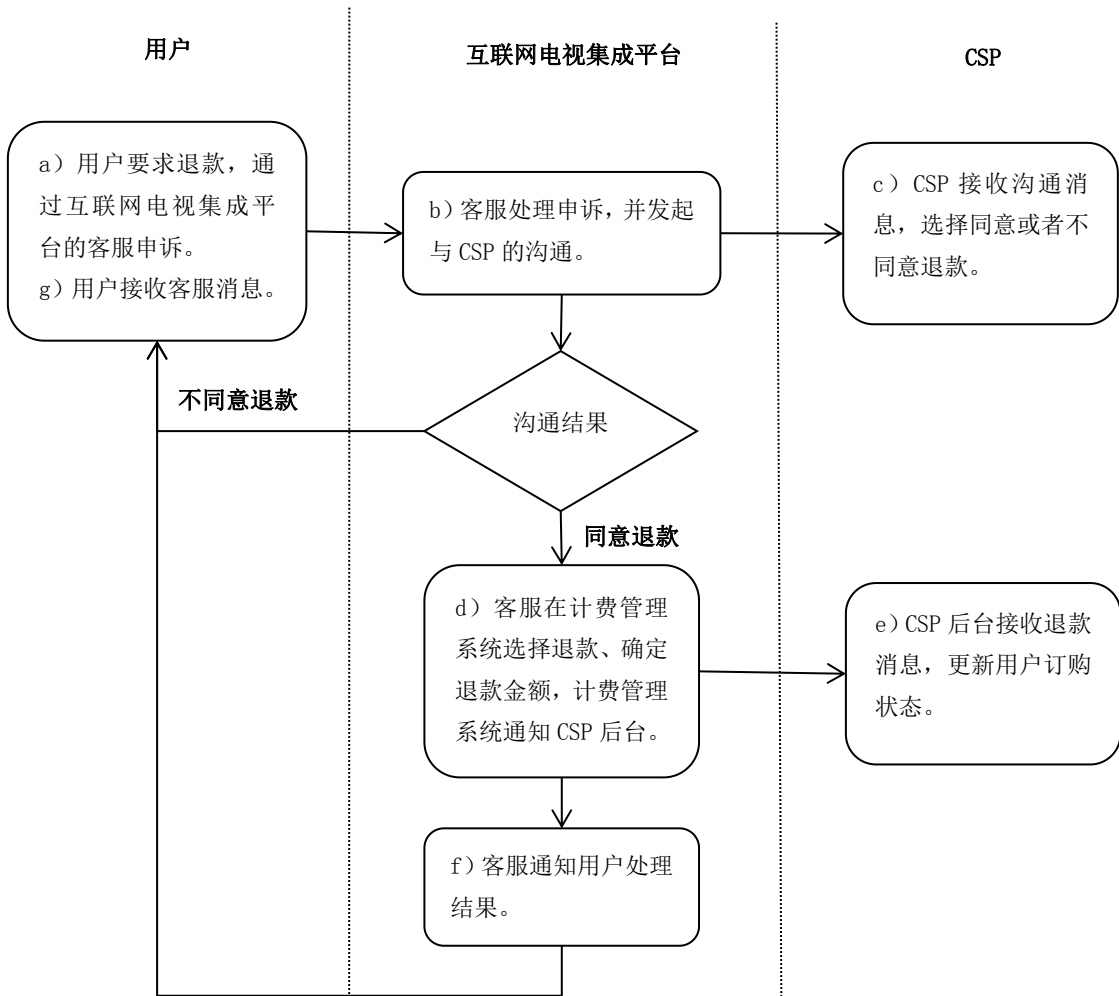 用户
互联网电视集成平台
CSP
a）用户要求退款，通
过互联网电视集成平
台的客服申诉。
g）用户接收客服消息。
b）客服处理申诉，并发起
与 CSP 的沟通。
c）CSP 接收沟通消
息，选择同意或者不
同意退款。
不同意退款
沟通结果
同意退款
d）客服在计费管理
系统选择退款、确定
退款金额，计费管理
系统通知 CSP 后台。
e）CSP 后台接收退款
消息，更新用户订购
状态。
f）客服通知用户处理
结果。